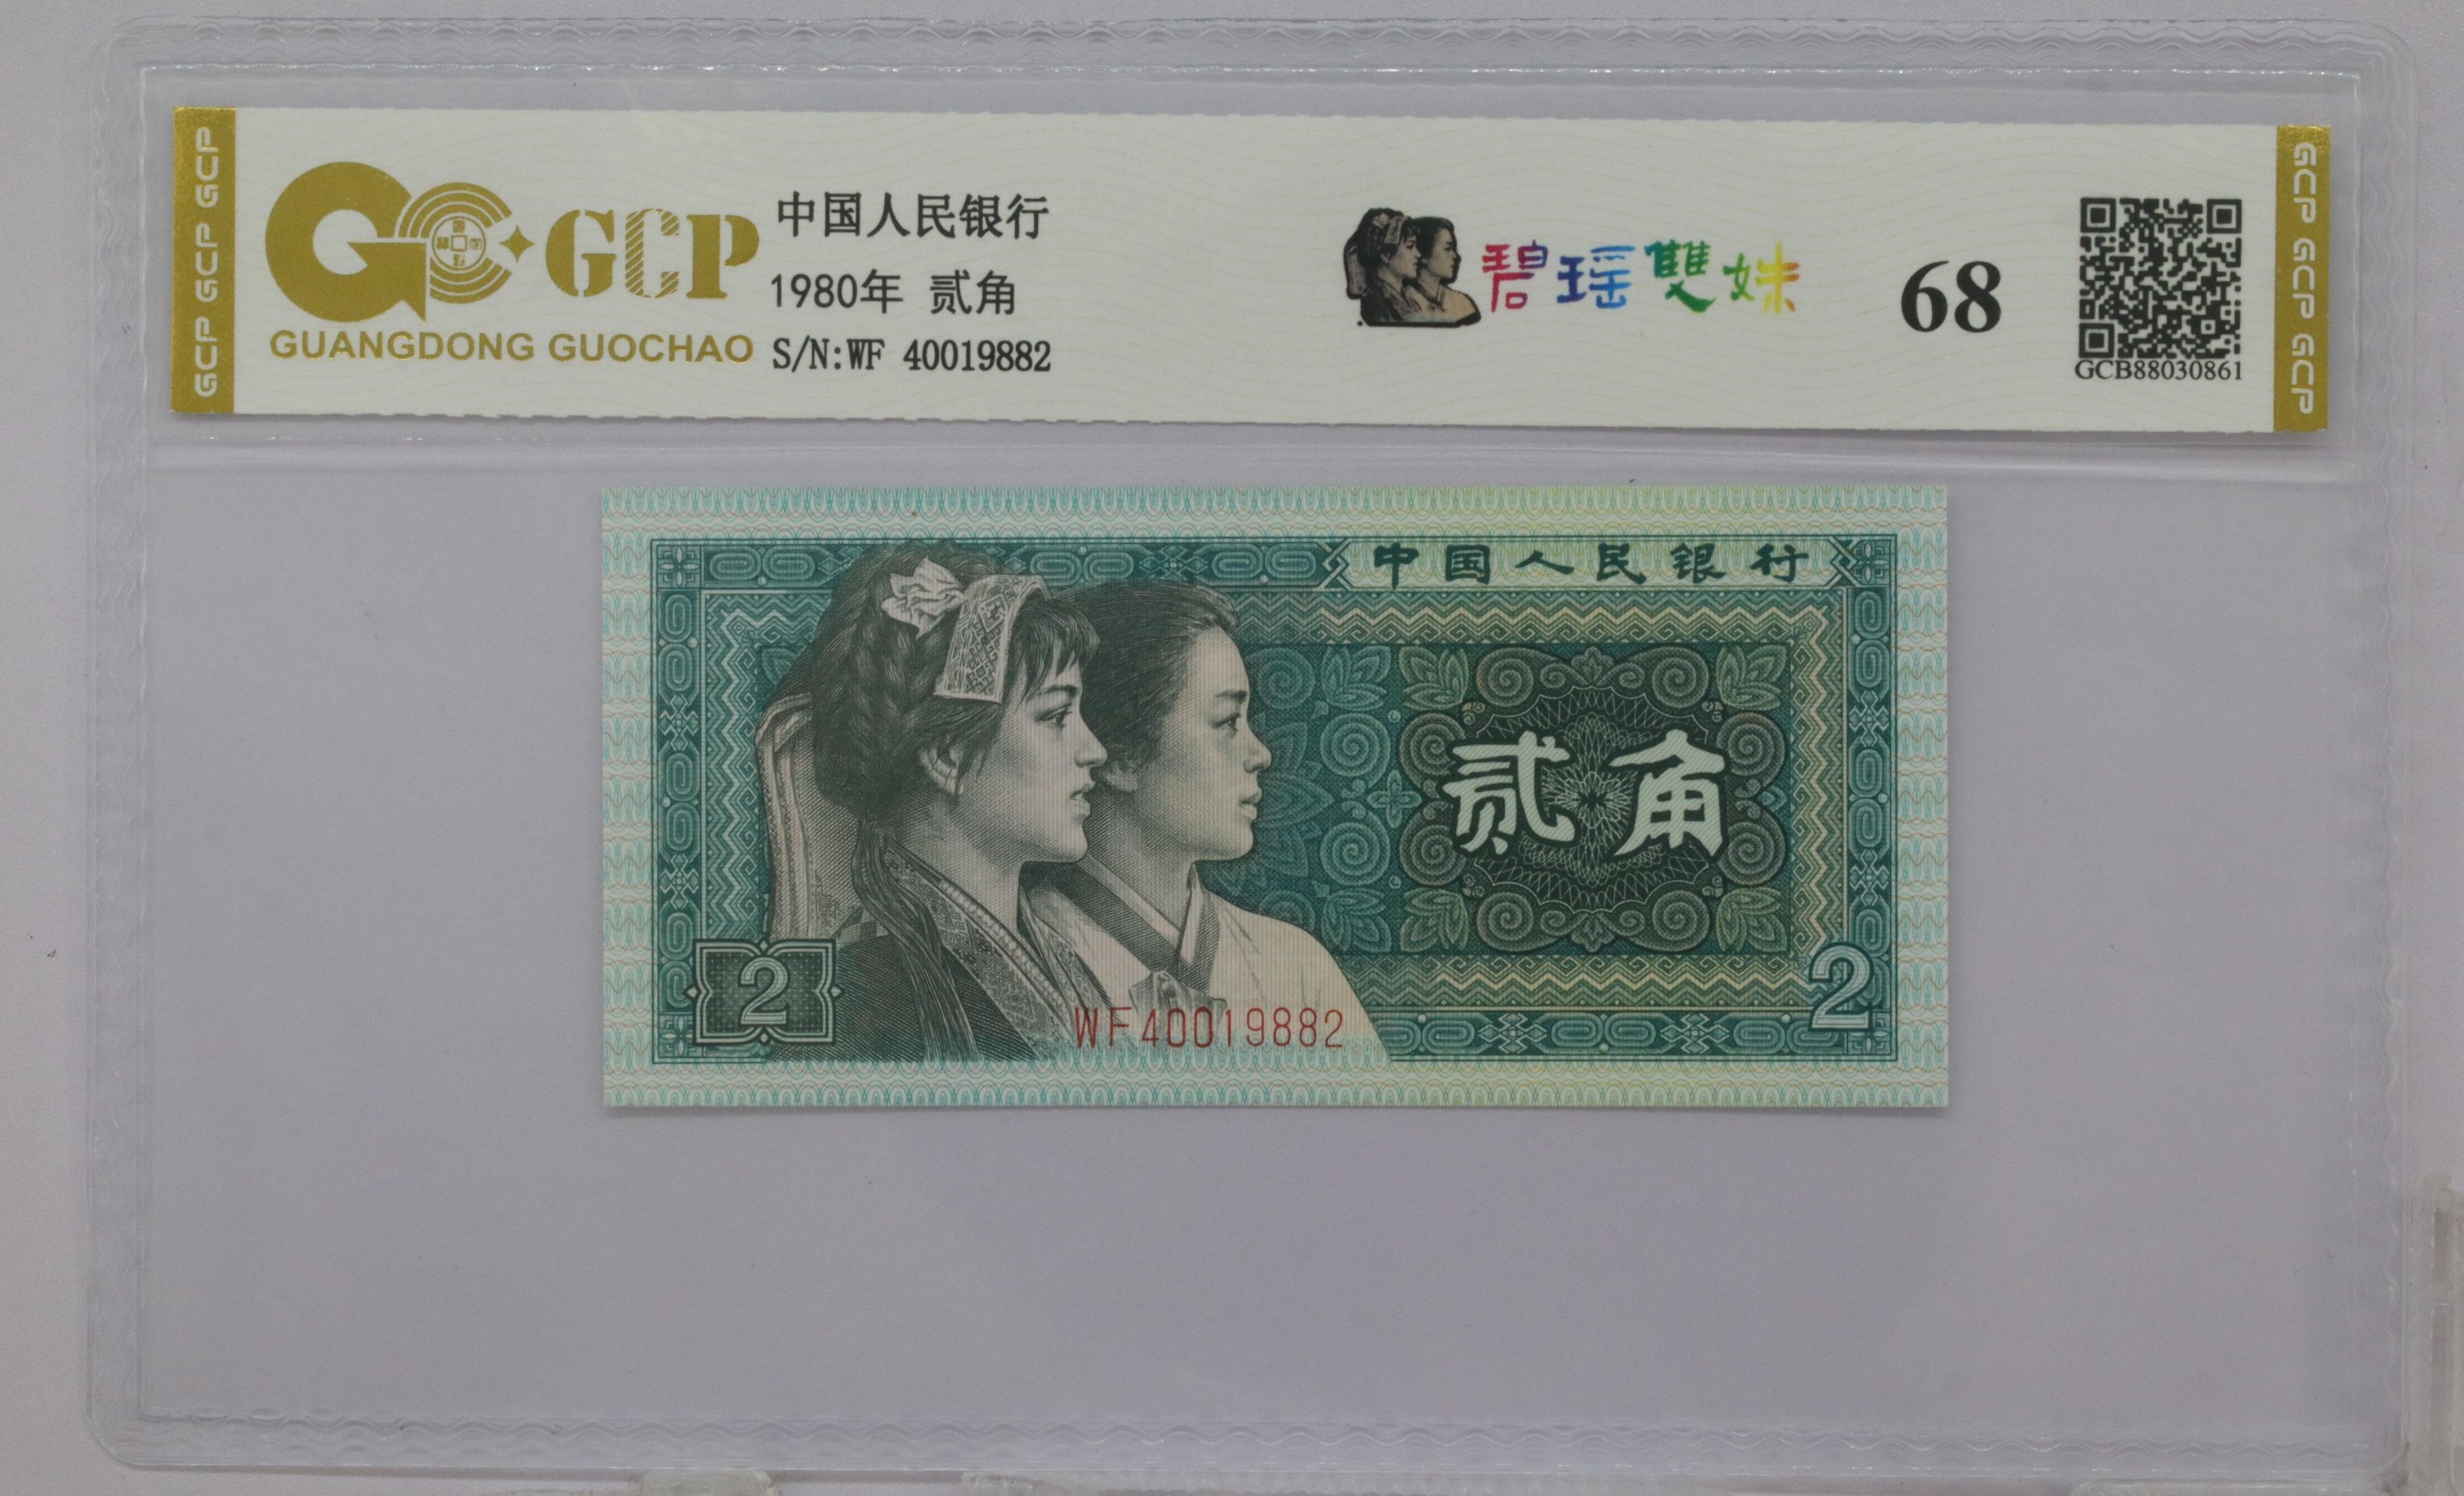 GCP GCP GCP
GCP
GUANGDONG GUOCHAO
中国人民银行
1980年 贰角
S/N:WF 40019882
碧瑶雙妹
68
GCB88030861
GCP GCP GCP
中国人民银行
贰角
2
2
WF40019882